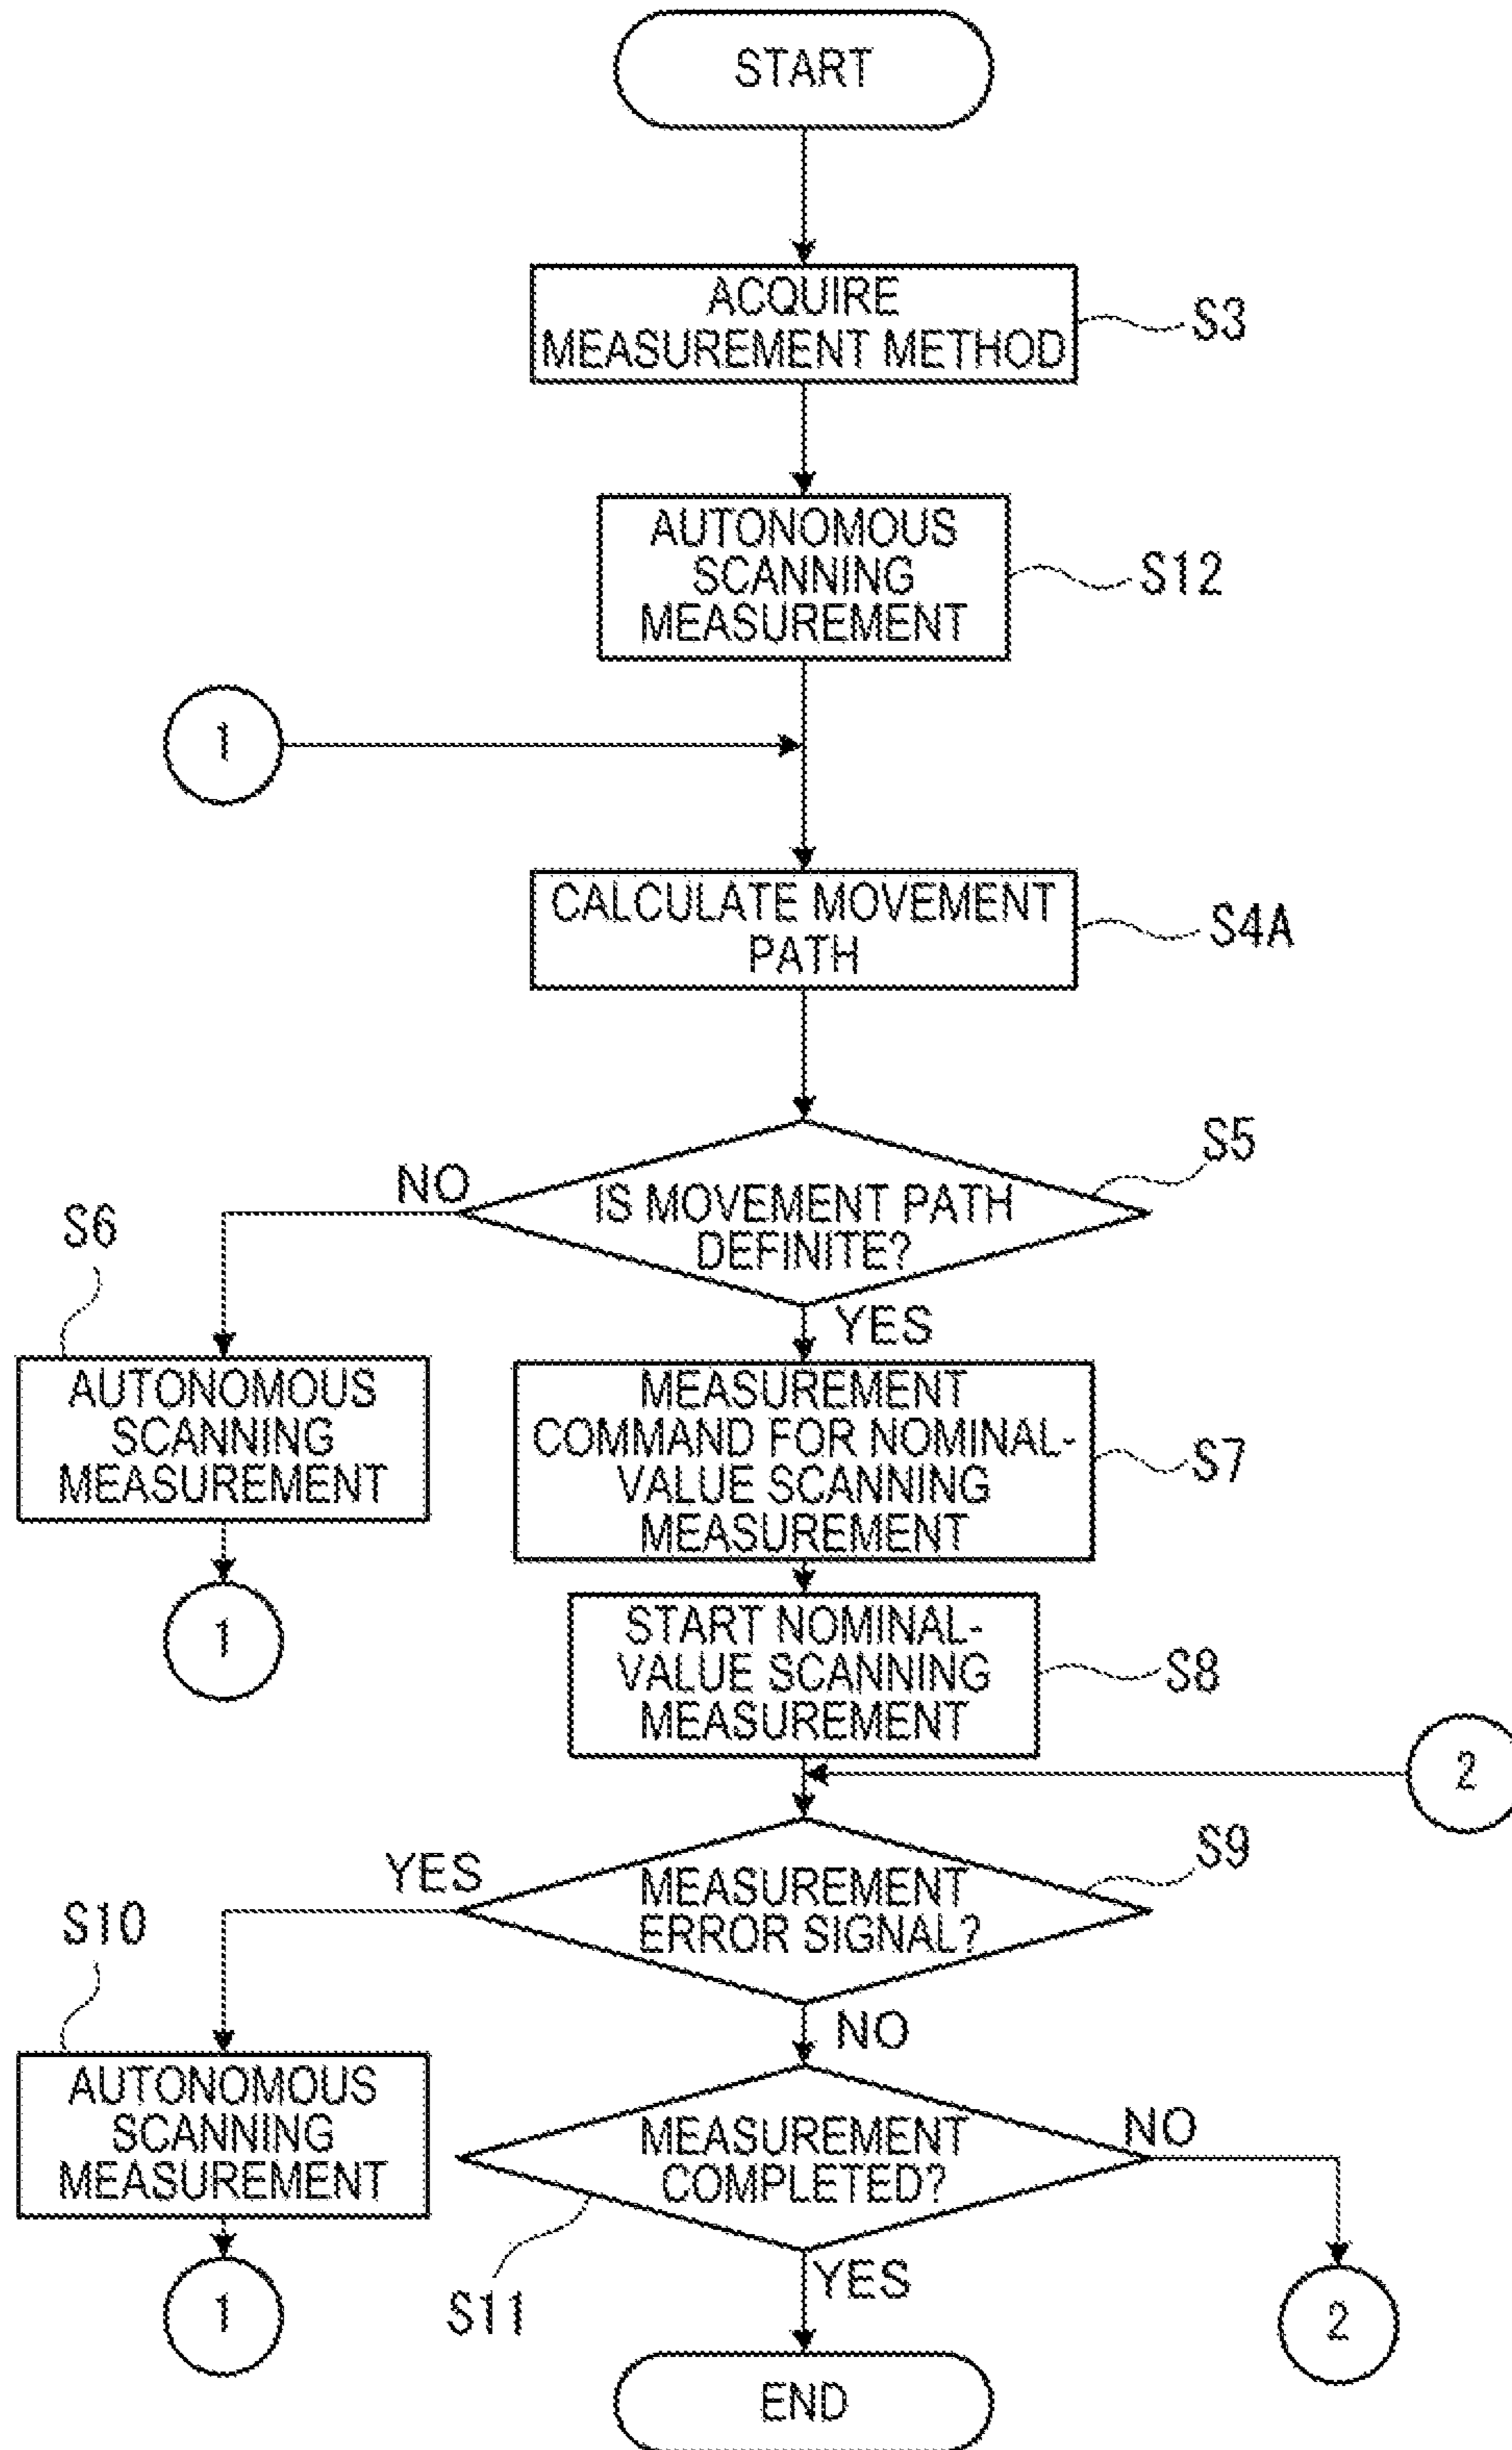 START
ACQUIRE
MEASUREMENT METHOD
S3
AUTONOMOUS
SCANNING
MEASUREMENT
S12
1
CALCULATE MOVEMENT
PATH
S4A
S5
NO
IS MOVEMENT PATH
DEFINITE?
S6
YES
AUTONOMOUS
SCANNING
MEASUREMENT
MEASUREMENT
COMMAND FOR NOMINAL-
VALUE SCANNING
MEASUREMENT
S7
1
START NOMINAL-
VALUE SCANNING
MEASUREMENT
S8
2
S9
YES
MEASUREMENT
ERROR SIGNAL?
S10
NO
AUTONOMOUS
SCANNING
MEASUREMENT
MEASUREMENT
COMPLETED?
NO
S11
YES
1
2
END